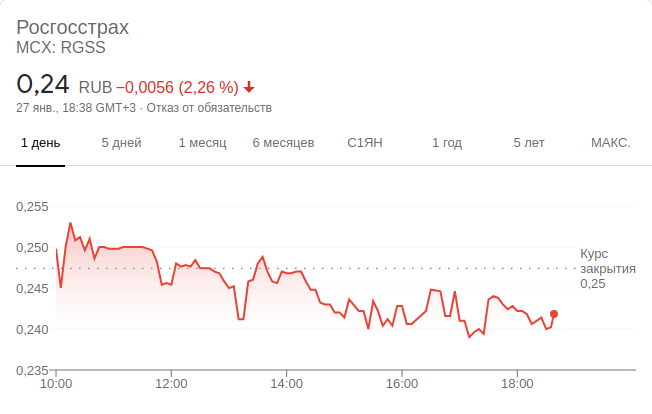 Росгосстрах
MCX: RGSS
0,24 RUB −0,0056 (2,26 %)
27 янв., 18:38 GMT+3 · Отказ от обязательств
1 день 5 дней 1 месяц 6 месяцев С1ЯН 1 год 5 лет МАКС.
0,255
0,250
0,245
0,240
0,235
Курс
закрытия
0,25
10:00 12:00 14:00 16:00 18:00